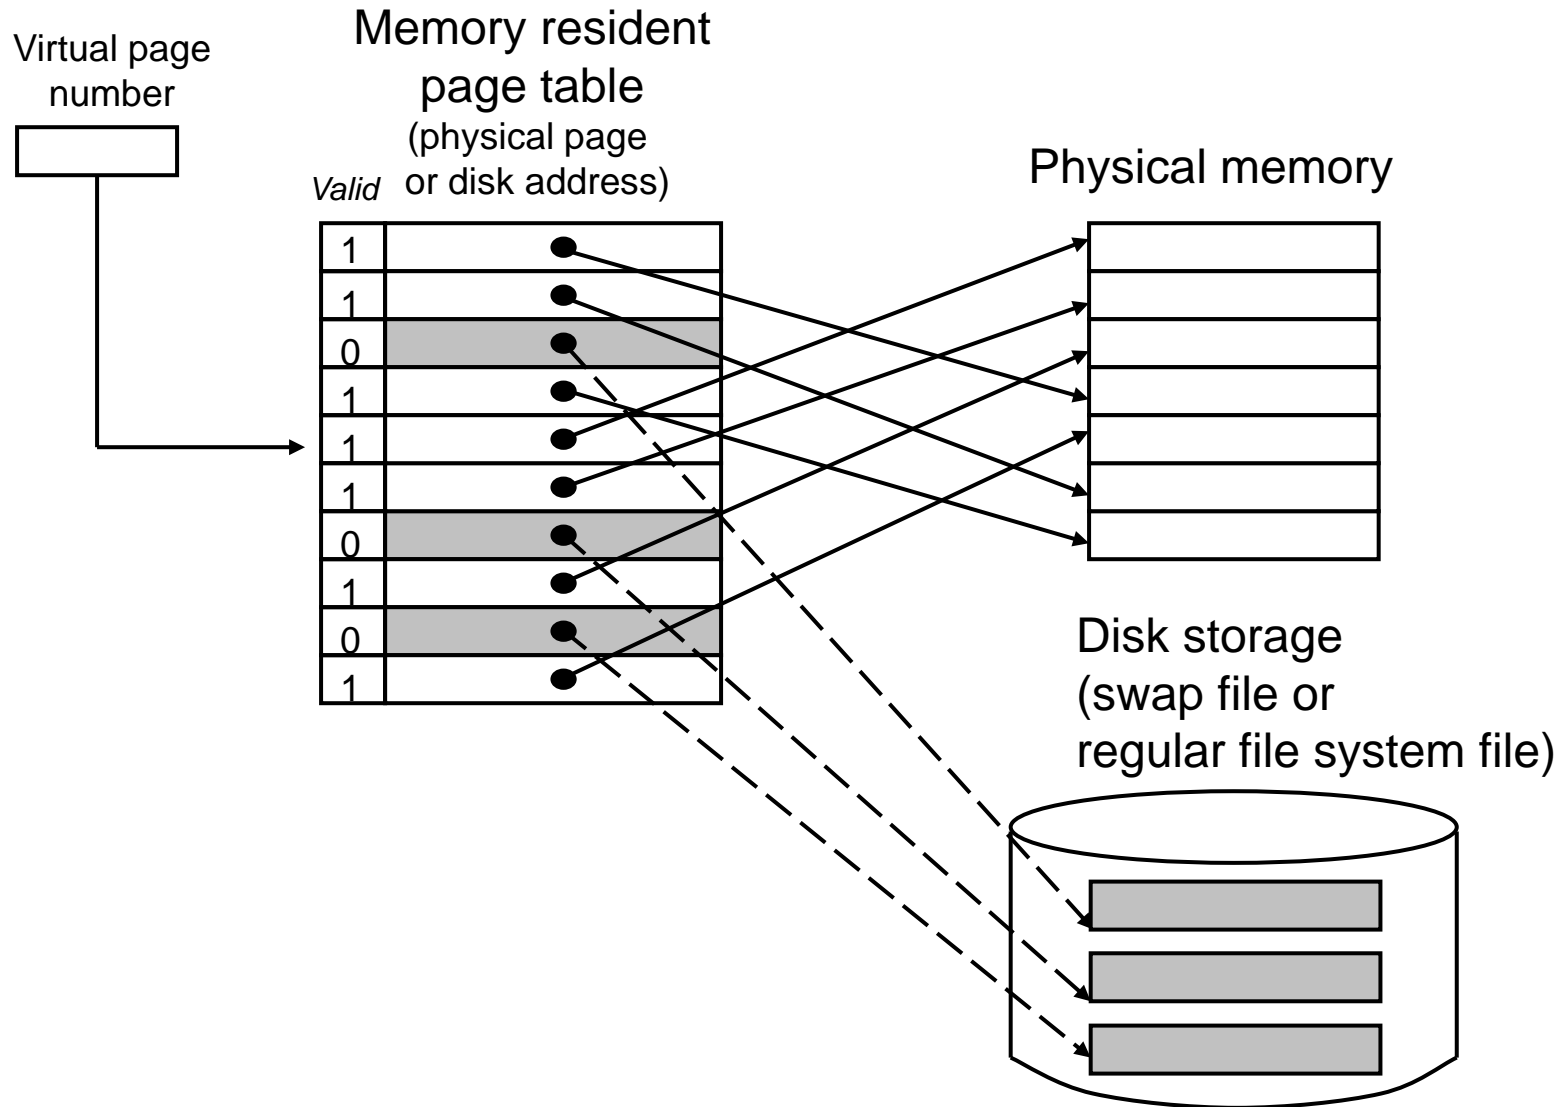 Virtual page
number
Memory resident
page table
(physical page
or disk address)
Valid
Physical memory
1
1
0
1
1
1
0
1
0
1
Disk storage
(swap file or
regular file system file)